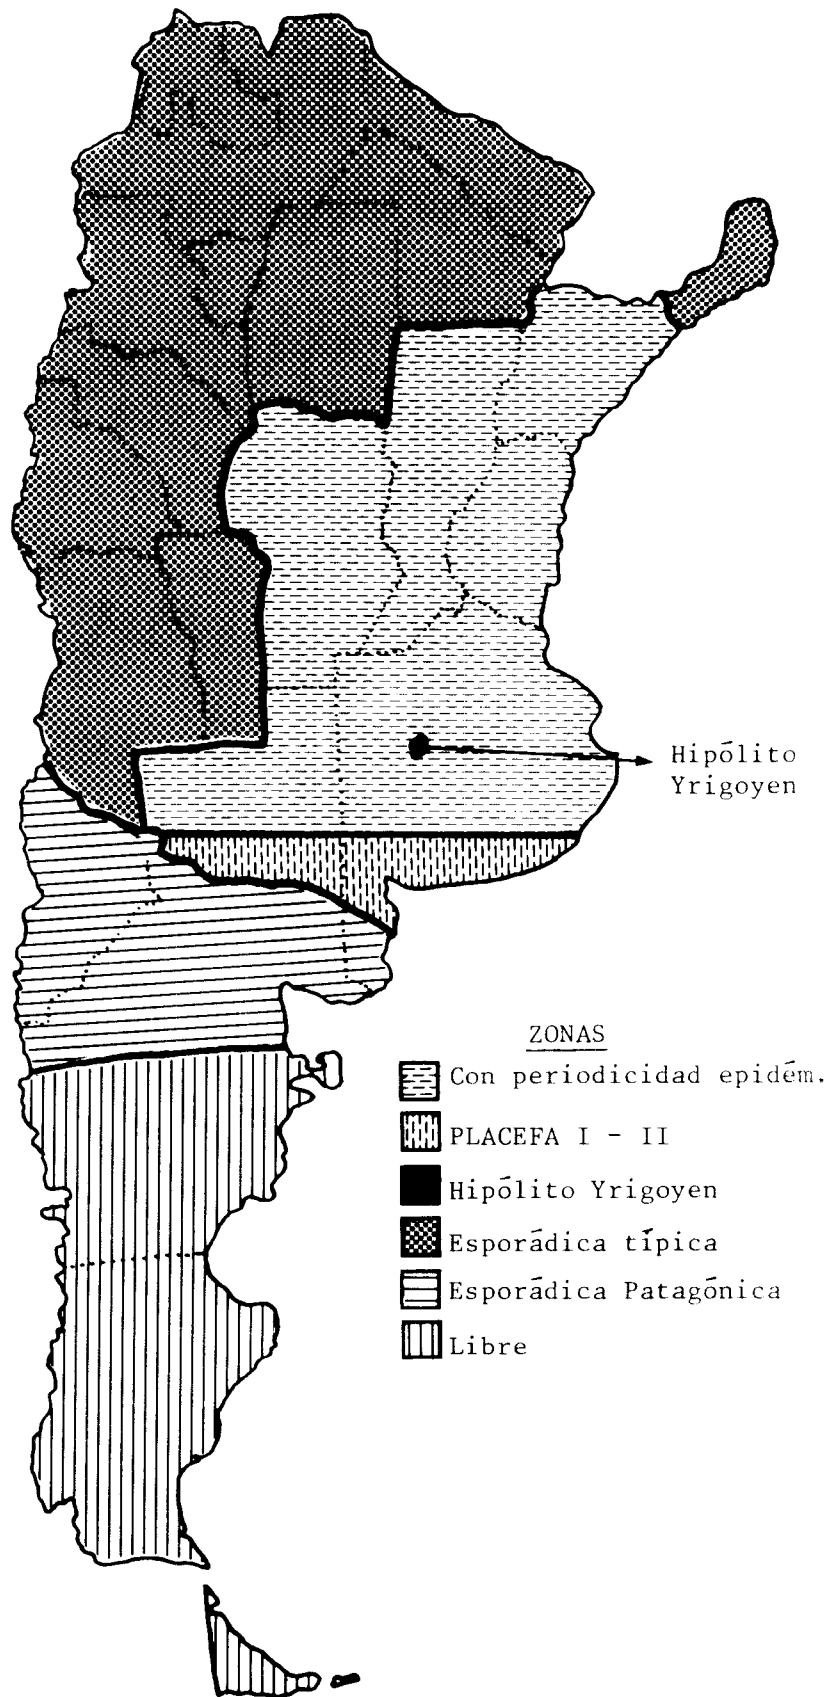 Hipólito
Yrigoyen
ZONAS
Con periodicidad epidém.
PLACEFA I - II
Hipólito Yrigoyen
Esporádica típica
Esporádica Patagónica
Libre